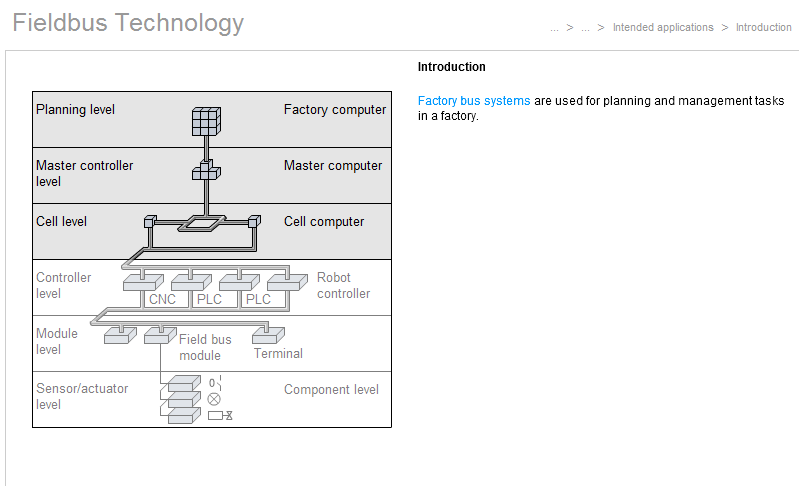 Fieldbus Technology
... > ... > Intended applications > Introduction
Introduction
Factory bus systems are used for planning and management tasks
in a factory.
Planning level
Factory computer
Master controller
level
Master computer
Cell level
Cell computer
Controller
level
CNC
PLC
PLC
Robot
controller
Module
level
Field bus
module
Terminal
Sensor/actuator
level
0
Component level